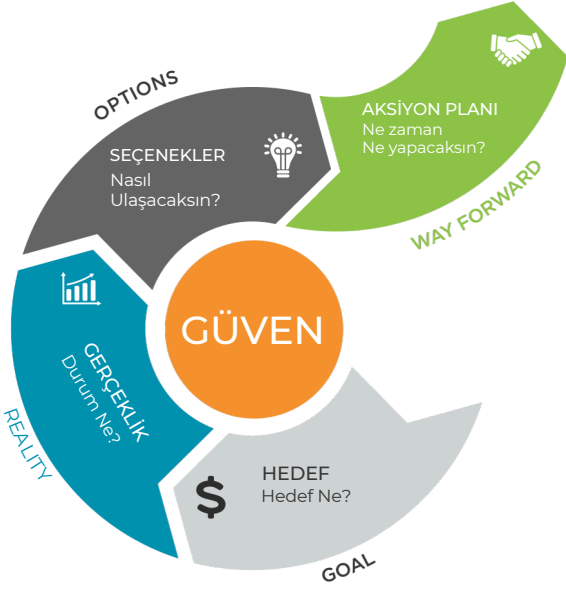 OPTIONS
AKSİYON PLANI
Ne zaman
Ne yapacaksın?
SEÇENEKLER
Nasıl
Ulaşacaksın?
WAY FORWARD
GÜVEN
GERÇEKLİK
Durum Ne?
REALITY
$
HEDEF
Hedef Ne?
GOAL